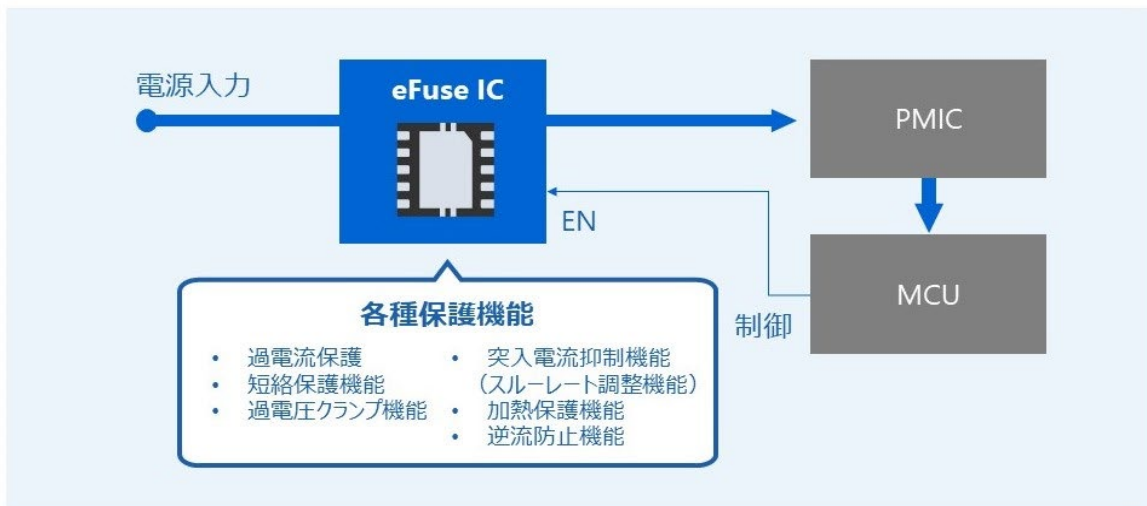 電源入力
eFuse IC
PMIC
EN
MCU
制御
各種保護機能
• 過電流保護
• 短絡保護機能
• 過電圧クランプ機能
• 突入電流抑制機能
（スルーレート調整機能）
• 加熱保護機能
• 逆流防止機能